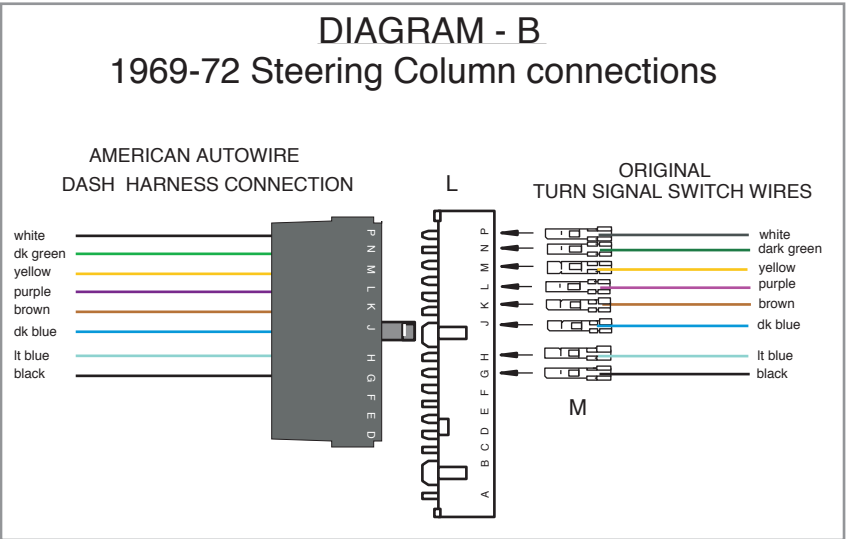 DIAGRAM - B
1969-72 Steering Column connections
AMERICAN AUTOWIRE
DASH HARNESS CONNECTION
L
ORIGINAL
TURN SIGNAL SWITCH WIRES
white
dk green
yellow
purple
brown
dk blue
lt blue
black
P
N
M
L
K
J
H
G
F
E
D
P
N
M
L
K
J
H
G
F
E
D
C
B
A
white
dark green
yellow
purple
brown
dk blue
lt blue
black
M